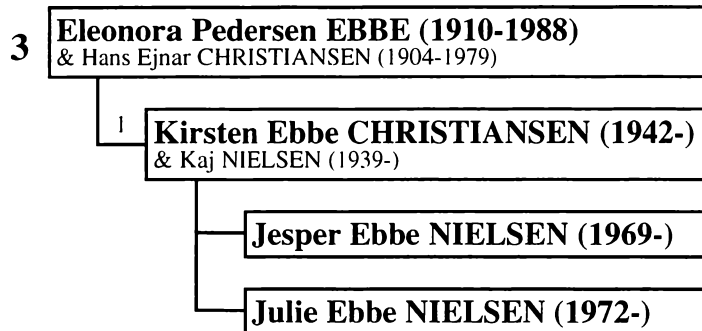 3
Eleonora Pedersen EBBE (1910-1988)
& Hans Ejnar CHRISTIANSEN (1904-1979)
1
Kirsten Ebbe CHRISTIANSEN (1942-)
& Kaj NIELSEN (1939-)
Jesper Ebbe NIELSEN (1969-)
Julie Ebbe NIELSEN (1972-)